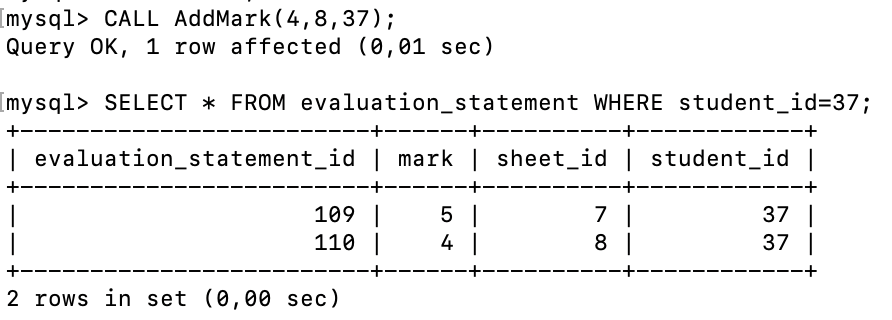 [mysql> CALL AddMark(4,8,37);
Query OK, 1 row affected (0,01 sec)
[mysql> SELECT * FROM evaluation_statement WHERE student_id=37;
+-------------------------+------+----------+------------+
| evaluation_statement_id | mark | sheet_id | student_id |
+-------------------------+------+----------+------------+
|                     109 |    5 |        7 |         37 |
|                     110 |    4 |        8 |         37 |
+-------------------------+------+----------+------------+
2 rows in set (0,00 sec)